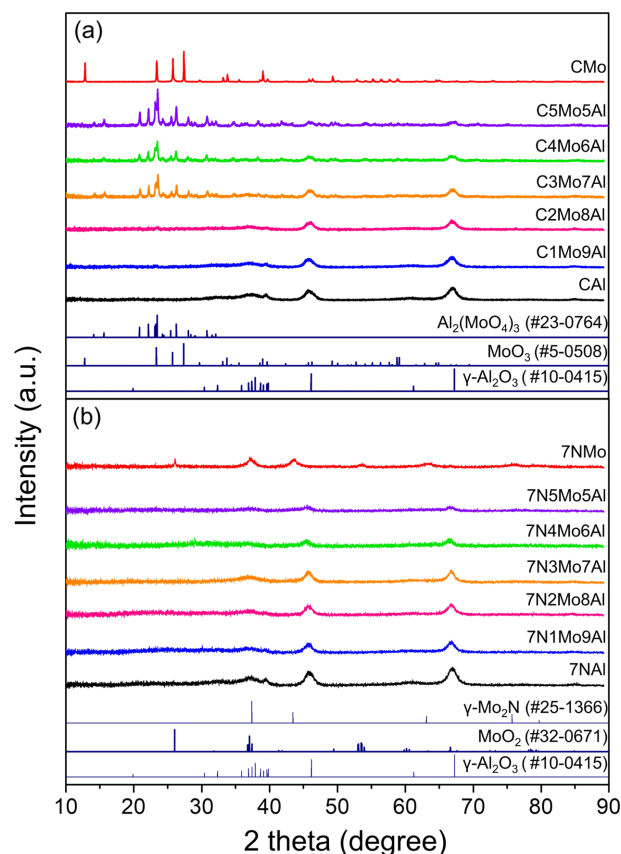 (a)
CMo
C5Mo5Al
C4Mo6Al
C3Mo7Al
C2Mo8Al
C1Mo9Al
CAl
Al₂(MoO₄)₃ (#23-0764)
MoO₃ (#5-0508)
γ-Al₂O₃ (#10-0415)
(b)
7NMo
7N5Mo5Al
7N4Mo6Al
7N3Mo7Al
7N2Mo8Al
7N1Mo9Al
7NAl
γ-Mo₂N (#25-1366)
MoO₂ (#32-0671)
γ-Al₂O₃ (#10-0415)
10 20 30 40 50 60 70 80 90
2 theta (degree)
Intensity (a.u.)